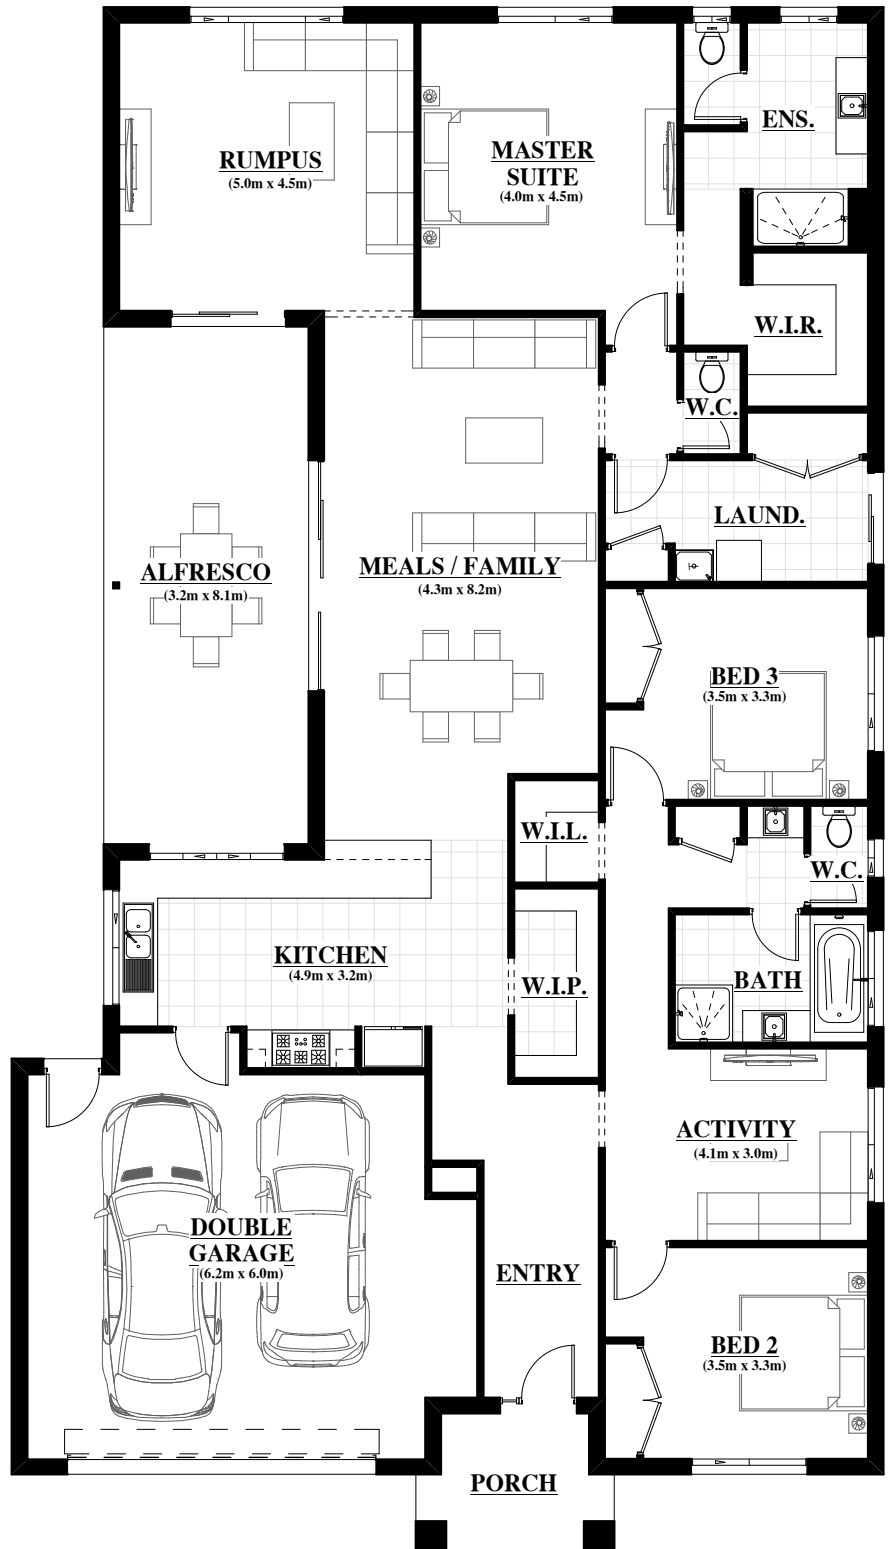 ENS.
RUMPUS
(5.0m x 4.5m)
MASTER
SUITE
(4.0m x 4.5m)
W.I.R.
W.C.
LAUND.
ALFRESCO
(3.2m x 8.1m)
MEALS / FAMILY
(4.3m x 8.2m)
BED 3
(3.5m x 3.3m)
W.I.L.
W.C.
KITCHEN
(4.9m x 3.2m)
W.I.P.
BATH
ACTIVITY
(4.1m x 3.0m)
DOUBLE
GARAGE
(6.2m x 6.0m)
ENTRY
BED 2
(3.5m x 3.3m)
PORCH